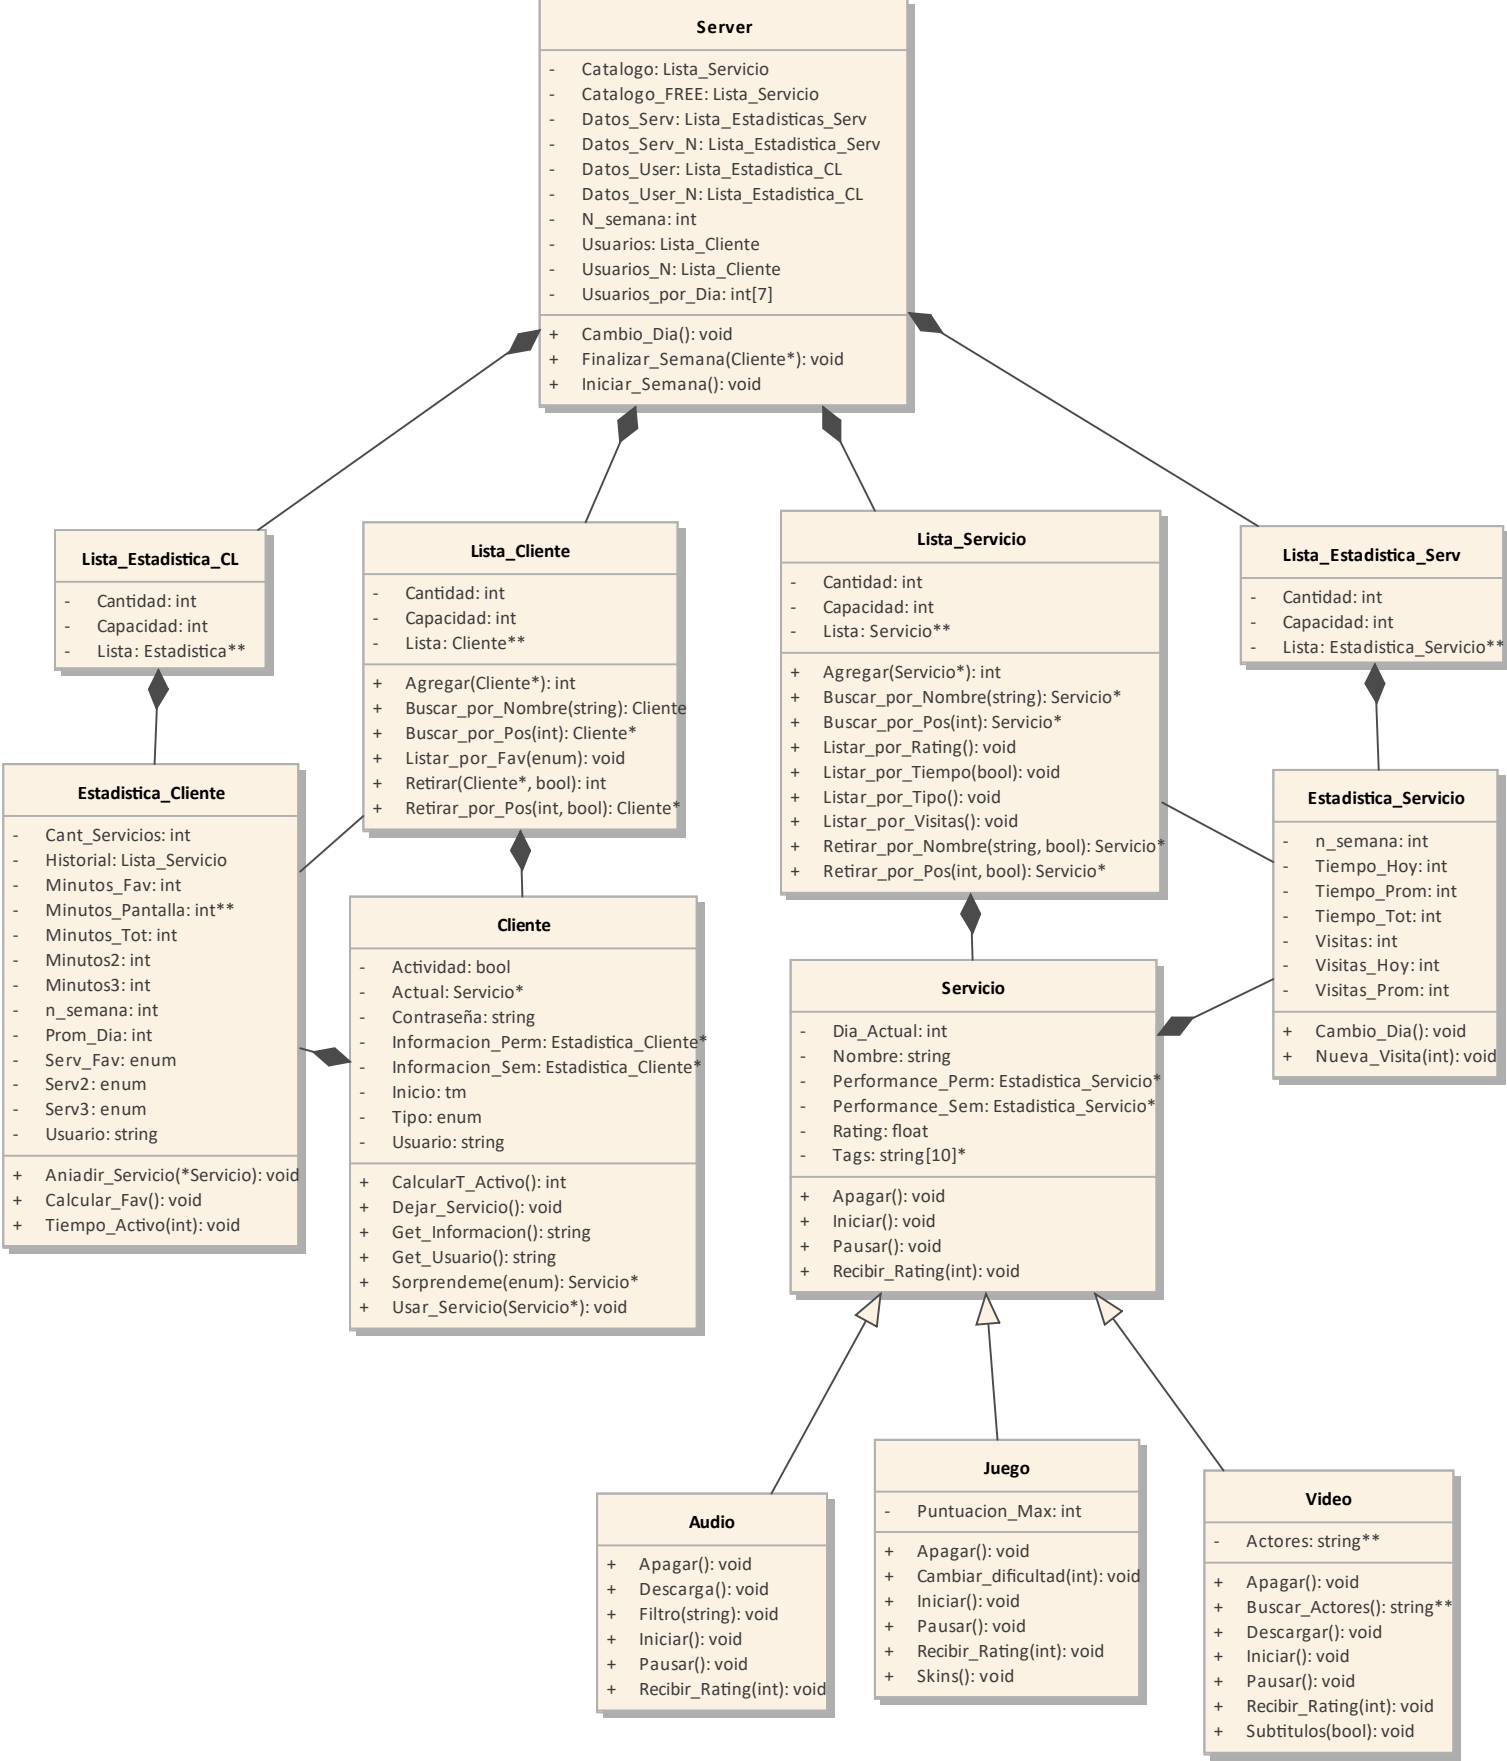 Server
- Catalogo: Lista_Servicio
- Catalogo_FREE: Lista_Servicio
- Datos_Serv: Lista_Estadisticas_Serv
- Datos_Serv_N: Lista_Estadistica_Serv
- Datos_User: Lista_Estadistica_CL
- Datos_User_N: Lista_Estadistica_CL
- N_semana: int
- Usuarios: Lista_Cliente
- Usuarios_N: Lista_Cliente
- Usuarios_por_Dia: int[7]
+ Cambio_Dia(): void
+ Finalizar_Semana(Cliente*): void
+ Iniciar_Semana(): void
Lista_Estadistica_CL
- Cantidad: int
- Capacidad: int
- Lista: Estadistica**
Lista_Cliente
- Cantidad: int
- Capacidad: int
- Lista: Cliente**
+ Agregar(Cliente*): int
+ Buscar_por_Nombre(string): Cliente
+ Buscar_por_Pos(int): Cliente*
+ Listar_por_Fav(enum): void
+ Retirar(Cliente*, bool): int
+ Retirar_por_Pos(int, bool): Cliente*
Lista_Servicio
- Cantidad: int
- Capacidad: int
- Lista: Servicio**
+ Agregar(Servicio*): int
+ Buscar_por_Nombre(string): Servicio*
+ Buscar_por_Pos(int): Servicio*
+ Listar_por_Rating(): void
+ Listar_por_Tiempo(bool): void
+ Listar_por_Tipo(): void
+ Listar_por_Visitas(): void
+ Retirar_por_Nombre(string, bool): Servicio*
+ Retirar_por_Pos(int, bool): Servicio*
Lista_Estadistica_Serv
- Cantidad: int
- Capacidad: int
- Lista: Estadistica_Servicio**
Estadistica_Cliente
- Cant_Servicios: int
- Historial: Lista_Servicio
- Minutos_Fav: int
- Minutos_Pantalla: int**
- Minutos_Tot: int
- Minutos2: int
- Minutos3: int
- n_semana: int
- Prom_Dia: int
- Serv_Fav: enum
- Serv2: enum
- Serv3: enum
- Usuario: string
+ Aniadir_Servicio(*Servicio): void
+ Calcular_Fav(): void
+ Tiempo_Activo(int): void
Cliente
- Actividad: bool
- Actual: Servicio*
- Contraseña: string
- Informacion_Perm: Estadistica_Cliente*
- Informacion_Sem: Estadistica_Cliente*
- Inicio: tm
- Tipo: enum
- Usuario: string
+ CalcularT_Activo(): int
+ Dejar_Servicio(): void
+ Get_Informacion(): string
+ Get_Usuario(): string
+ Sorprendeme(enum): Servicio*
+ Usar_Servicio(Servicio*): void
Servicio
- Dia_Actual: int
- Nombre: string
- Performance_Perm: Estadistica_Servicio*
- Performance_Sem: Estadistica_Servicio*
- Rating: float
- Tags: string[10]*
+ Apagar(): void
+ Iniciar(): void
+ Pausar(): void
+ Recibir_Rating(int): void
Estadistica_Servicio
- n_semana: int
- Tiempo_Hoy: int
- Tiempo_Prom: int
- Tiempo_Tot: int
- Visitas: int
- Visitas_Hoy: int
- Visitas_Prom: int
+ Cambio_Dia(): void
+ Nueva_Visita(int): void
Audio
+ Apagar(): void
+ Descarga(): void
+ Filtro(string): void
+ Iniciar(): void
+ Pausar(): void
+ Recibir_Rating(int): void
Juego
- Puntuacion_Max: int
+ Apagar(): void
+ Cambiar_dificultad(int): void
+ Iniciar(): void
+ Pausar(): void
+ Recibir_Rating(int): void
+ Skins(): void
Video
- Actores: string**
+ Apagar(): void
+ Buscar_Actores(): string**
+ Descargar(): void
+ Iniciar(): void
+ Pausar(): void
+ Recibir_Rating(int): void
+ Subtitulos(bool): void